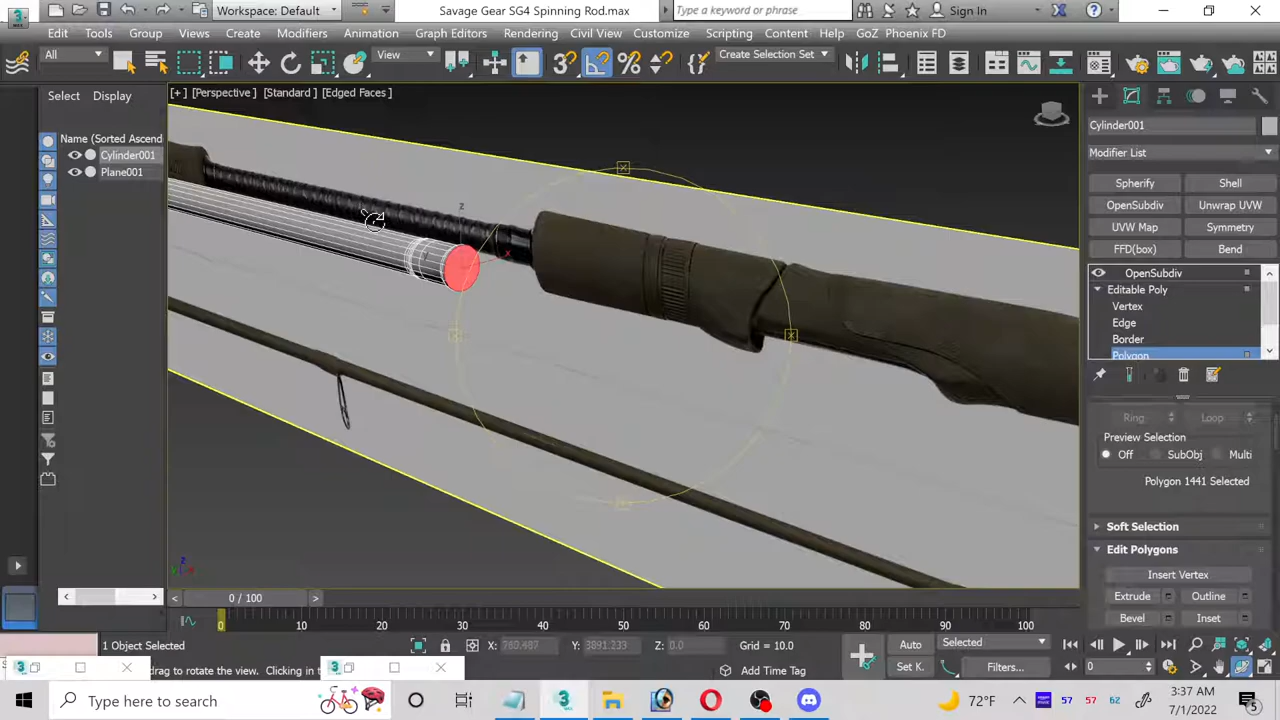 Workspace: Default
Savage Gear SG4 Spinning Rod.max
Type a keyword or phrase
Sign In
Edit Tools Group Views Create Modifiers Animation Graph Editors Rendering Civil View Customize Scripting Content Help GoZ Phoenix FD
All
View
Create Selection Set
Select Display
[+] [Perspective] [Standard] [Edged Faces]
Cylinder001
Name (Sorted Ascend
Cylinder001
Plane001
Modifier List
Spherify Shell
OpenSubdiv Unwrap UVW
UVW Map Symmetry
FFD(box) Bend
OpenSubdiv
Editable Poly
Vertex
Edge
Border
Polygon
z
x
Ring Loop
Preview Selection
Off SubObj Multi
Polygon 1441 Selected
Soft Selection
Edit Polygons
Insert Vertex
Extrude Outline
Bevel Inset
0 / 100
0 10 20 30 40 50 60 70 80 90 100
1 Object Selected
X: 780.487
Y: 3891.233
Z: 0.0
Grid = 10.0
Auto
Selected
Set K.
Filters...
0
drag to rotate the view. Clicking in
Add Time Tag
Type here to search
72°F
57 57 62
3:37 AM
7/1/2022
5